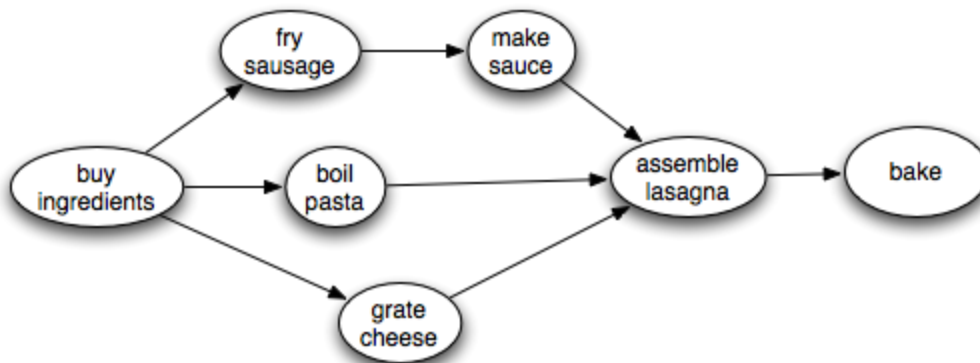 fry
sausage
make
sauce
buy
ingredients
boil
pasta
assemble
lasagna
bake
grate
cheese